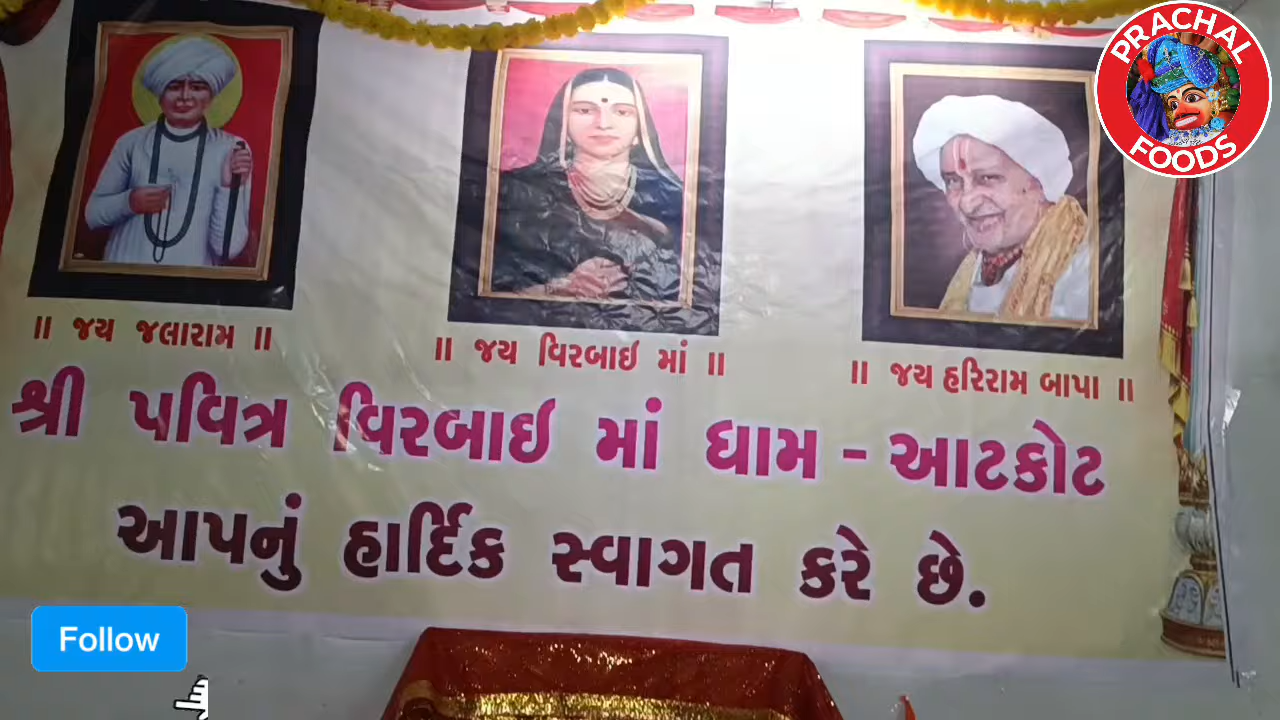 PRACHAL
FOODS
॥ જય જલારામ ॥
॥ જય વિરબાઇ માં ॥
॥ જય હરિરામ બાપા ॥
શ્રી પવિત્ર વિરબાઇ માં ધામ - આટકોટ
આપનું હાર્દિક સ્વાગત કરે છે.
Follow